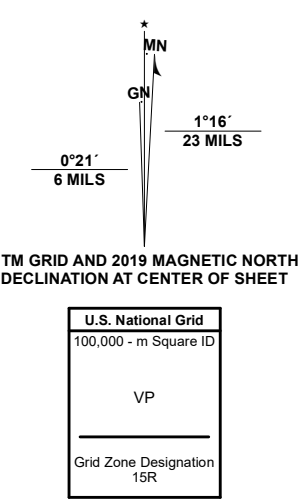 ★
MN
GN
1°16´
23 MILS
0°21´
6 MILS
TM GRID AND 2019 MAGNETIC NORTH
DECLINATION AT CENTER OF SHEET
U.S. National Grid
100,000 - m Square ID
VP
Grid Zone Designation
15R